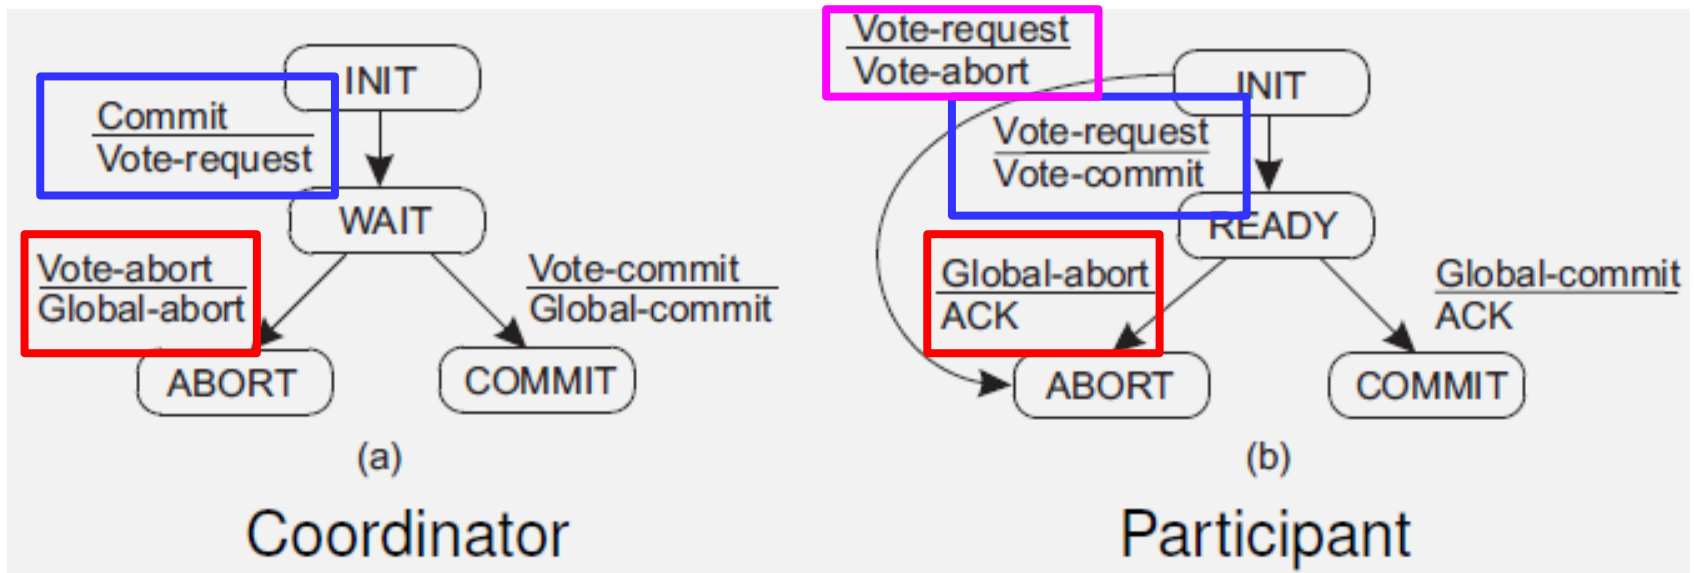 INIT
Commit
Vote-request
WAIT
Vote-abort
Global-abort
Vote-commit
Global-commit
ABORT
COMMIT
(a)
Coordinator
Vote-request
Vote-abort
INIT
Vote-request
Vote-commit
READY
Global-abort
ACK
Global-commit
ACK
ABORT
COMMIT
(b)
Participant